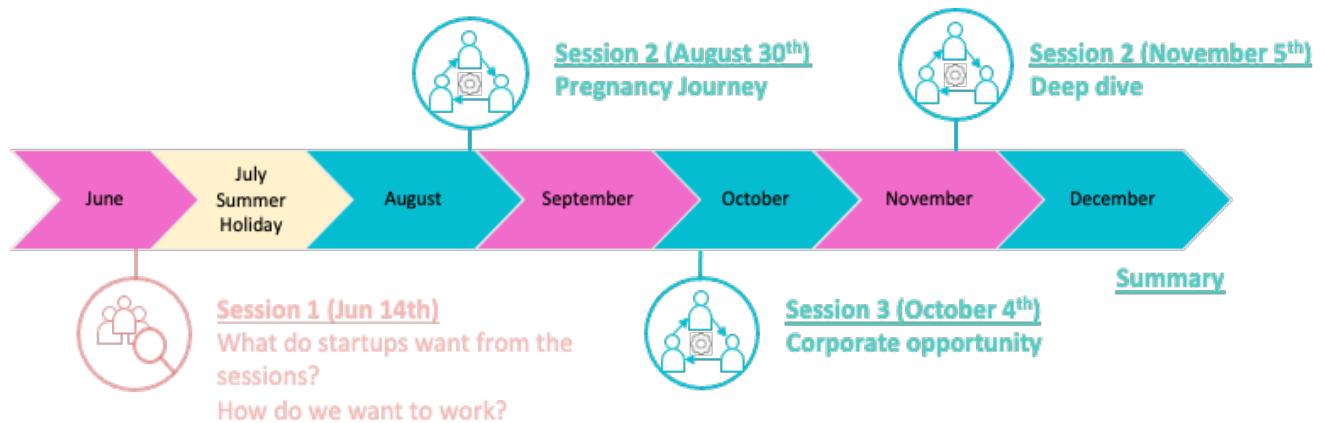 Session 2 (August 30th)
Pregnancy Journey
Session 2 (November 5th)
Deep dive
June
July
Summer
Holiday
August
September
October
November
December
Summary
Session 1 (Jun 14th)
What do startups want from the
sessions?
How do we want to work?
Session 3 (October 4th)
Corporate opportunity